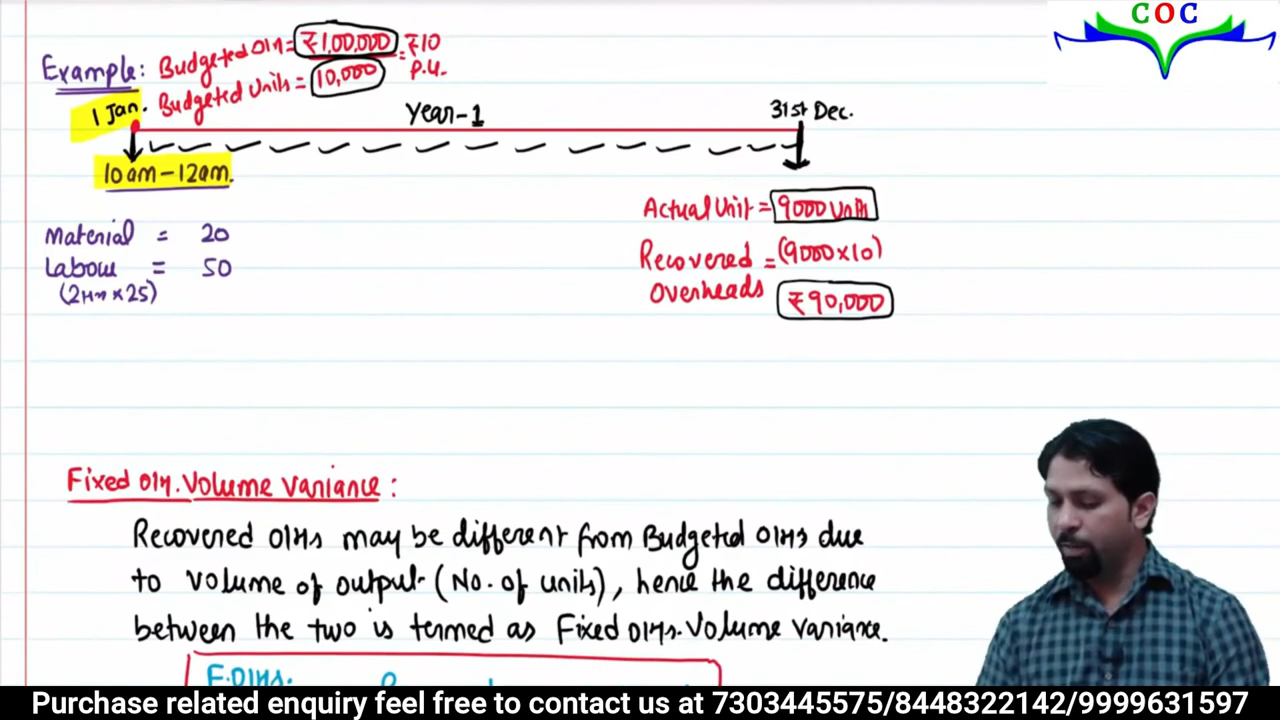 COC
Example: Budgeted O/H = ₹1,00,000 = ₹10
Budgeted Units = 10,000 P.U.
1 Jan. Year-1 31st Dec.
10am-12am.
Actual Unit = 9000 Units
Material = 20
Labour = 50
(2Hr × 25)
Recovered = (9000×10)
Overheads ₹90,000
Fixed O/H. Volume Variance:
Recovered O/Hs may be different from Budgeted O/Hs due
to volume of output (No. of units), hence the difference
between the two is termed as Fixed O/Hs. Volume Variance.
F.O/Hs.
Purchase related enquiry feel free to contact us at 7303445575/8448322142/9999631597